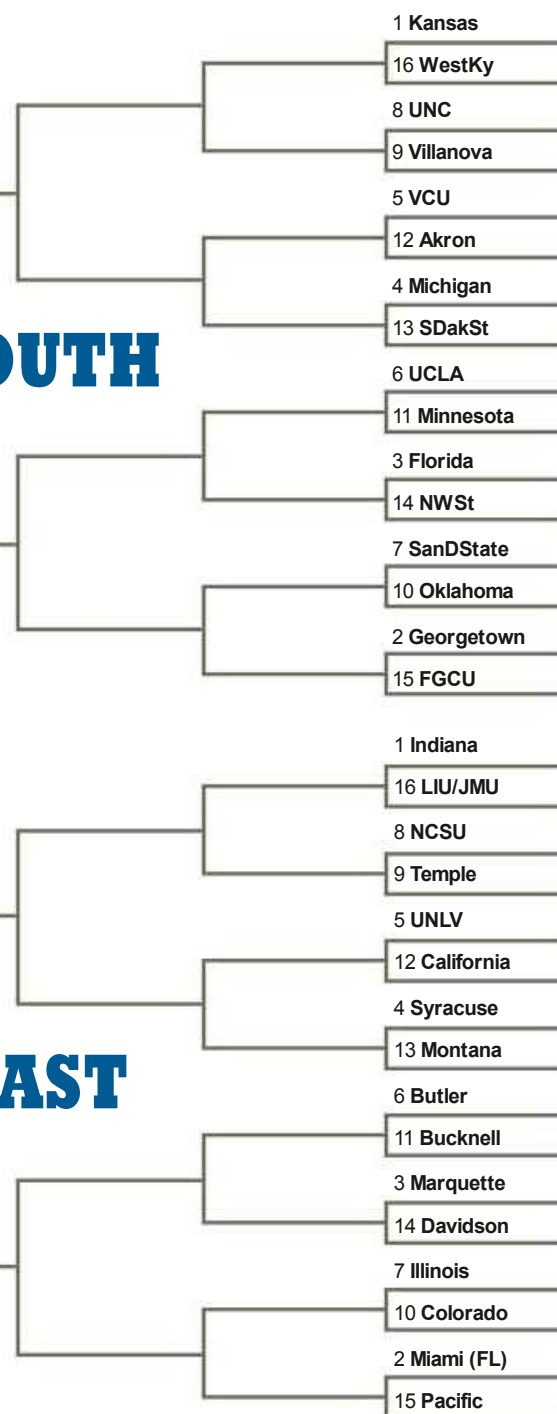 1 Kansas
16 WestKy
8 UNC
9 Villanova
5 VCU
12 Akron
4 Michigan
13 SDakSt
OUTH
6 UCLA
11 Minnesota
3 Florida
14 NWSt
7 SanDState
10 Oklahoma
2 Georgetown
15 FGCU
1 Indiana
16 LIU/JMU
8 NCSU
9 Temple
5 UNLV
12 California
4 Syracuse
13 Montana
AST
6 Butler
11 Bucknell
3 Marquette
14 Davidson
7 Illinois
10 Colorado
2 Miami (FL)
15 Pacific